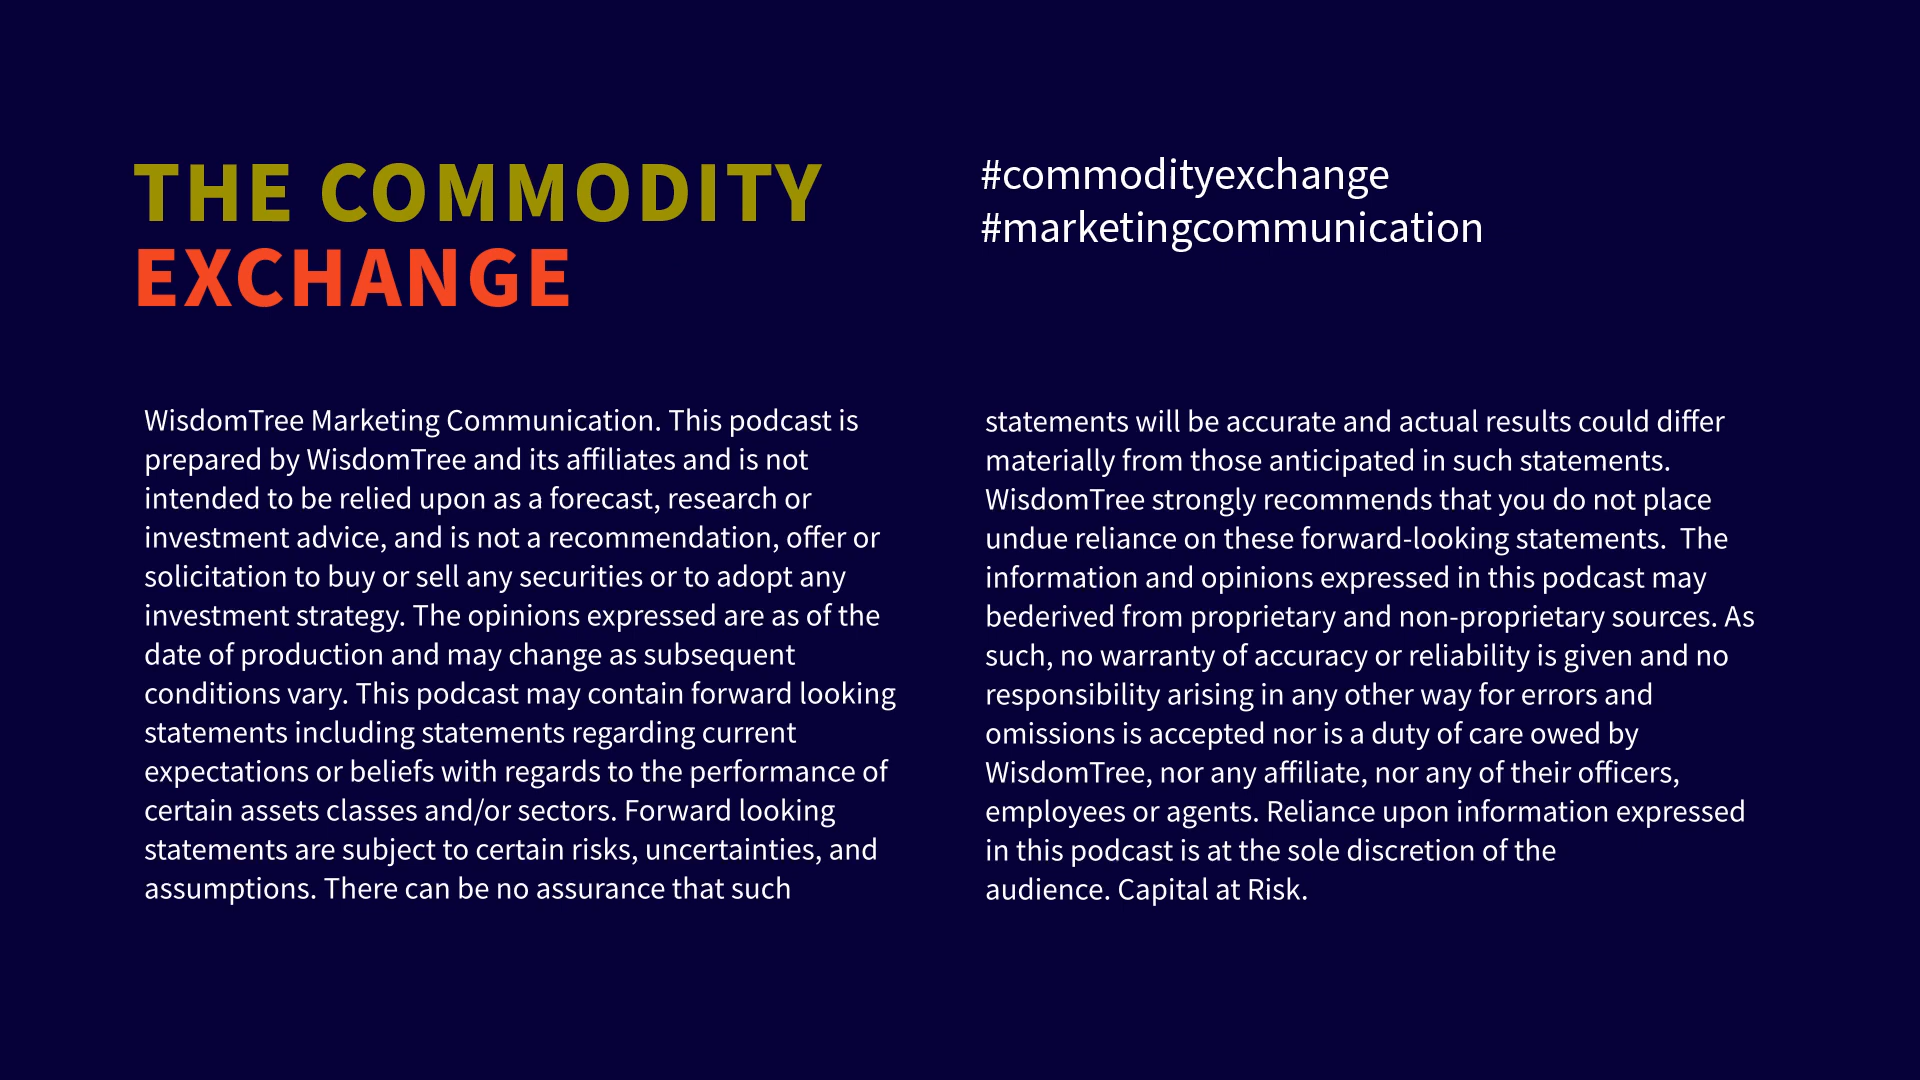 THE COMMODITY
EXCHANGE
#commodityexchange
#marketingcommunication
WisdomTree Marketing Communication. This podcast is
prepared by WisdomTree and its affiliates and is not
intended to be relied upon as a forecast, research or
investment advice, and is not a recommendation, offer or
solicitation to buy or sell any securities or to adopt any
investment strategy. The opinions expressed are as of the
date of production and may change as subsequent
conditions vary. This podcast may contain forward looking
statements including statements regarding current
expectations or beliefs with regards to the performance of
certain assets classes and/or sectors. Forward looking
statements are subject to certain risks, uncertainties, and
assumptions. There can be no assurance that such
statements will be accurate and actual results could differ
materially from those anticipated in such statements.
WisdomTree strongly recommends that you do not place
undue reliance on these forward-looking statements.  The
information and opinions expressed in this podcast may
bederived from proprietary and non-proprietary sources. As
such, no warranty of accuracy or reliability is given and no
responsibility arising in any other way for errors and
omissions is accepted nor is a duty of care owed by
WisdomTree, nor any affiliate, nor any of their officers,
employees or agents. Reliance upon information expressed
in this podcast is at the sole discretion of the
audience. Capital at Risk.